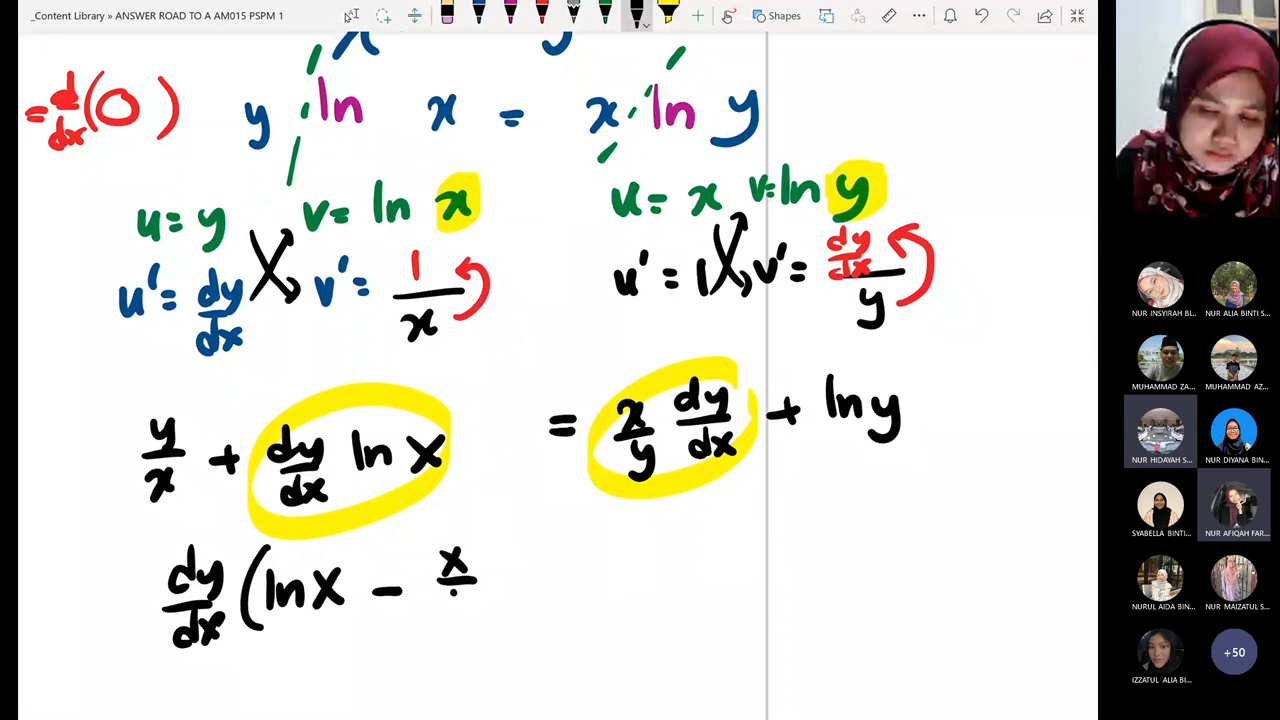 _Content Library » ANSWER ROAD TO A AM015 PSPM 1
Shapes
x y
= d/dx (0) y ln x = x ln y
u = y v = ln x u = x v = ln y
u' = dy/dx v' = 1/x u' = 1 v' = dy/dx / y
y/x + dy/dx ln x = x/y dy/dx + ln y
dy/dx (ln x - x/
NUR INSYIRAH BI...
NUR ALIA BINTI S...
MUHAMMAD ZA...
MUHAMMAD AZ...
NUR HIDAYAH S...
NUR DIYANA BIN...
SYABELLA BINTI...
NUR AFIQAH FAR...
NURUL AIDA BIN...
NUR MAIZATUL S...
IZZATUL ALIA BI...
+50